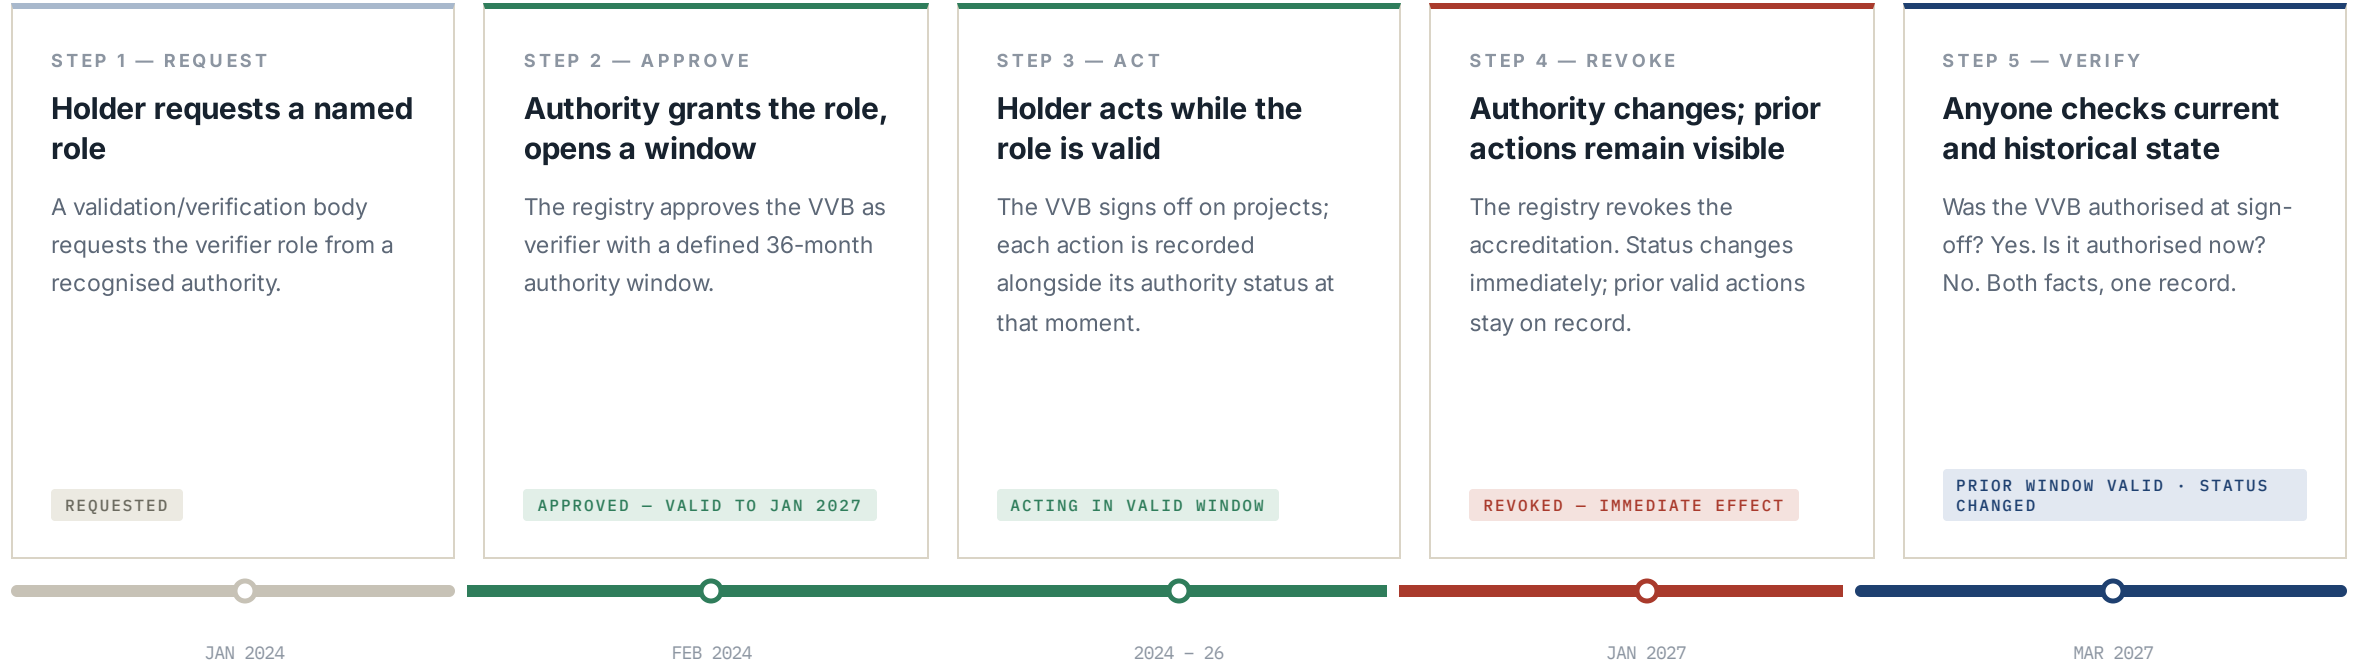 STEP 1 — REQUEST
Holder requests a named
role
A validation/verification body
requests the verifier role from a
recognised authority.
REQUESTED
STEP 2 — APPROVE
Authority grants the role,
opens a window
The registry approves the VVB as
verifier with a defined 36-month
authority window.
APPROVED — VALID TO JAN 2027
STEP 3 — ACT
Holder acts while the
role is valid
The VVB signs off on projects;
each action is recorded
alongside its authority status at
that moment.
ACTING IN VALID WINDOW
STEP 4 — REVOKE
Authority changes; prior
actions remain visible
The registry revokes the
accreditation. Status changes
immediately; prior valid actions
stay on record.
REVOKED — IMMEDIATE EFFECT
STEP 5 — VERIFY
Anyone checks current
and historical state
Was the VVB authorised at sign-
off? Yes. Is it authorised now?
No. Both facts, one record.
PRIOR WINDOW VALID · STATUS
CHANGED
JAN 2024
FEB 2024
2024 – 26
JAN 2027
MAR 2027